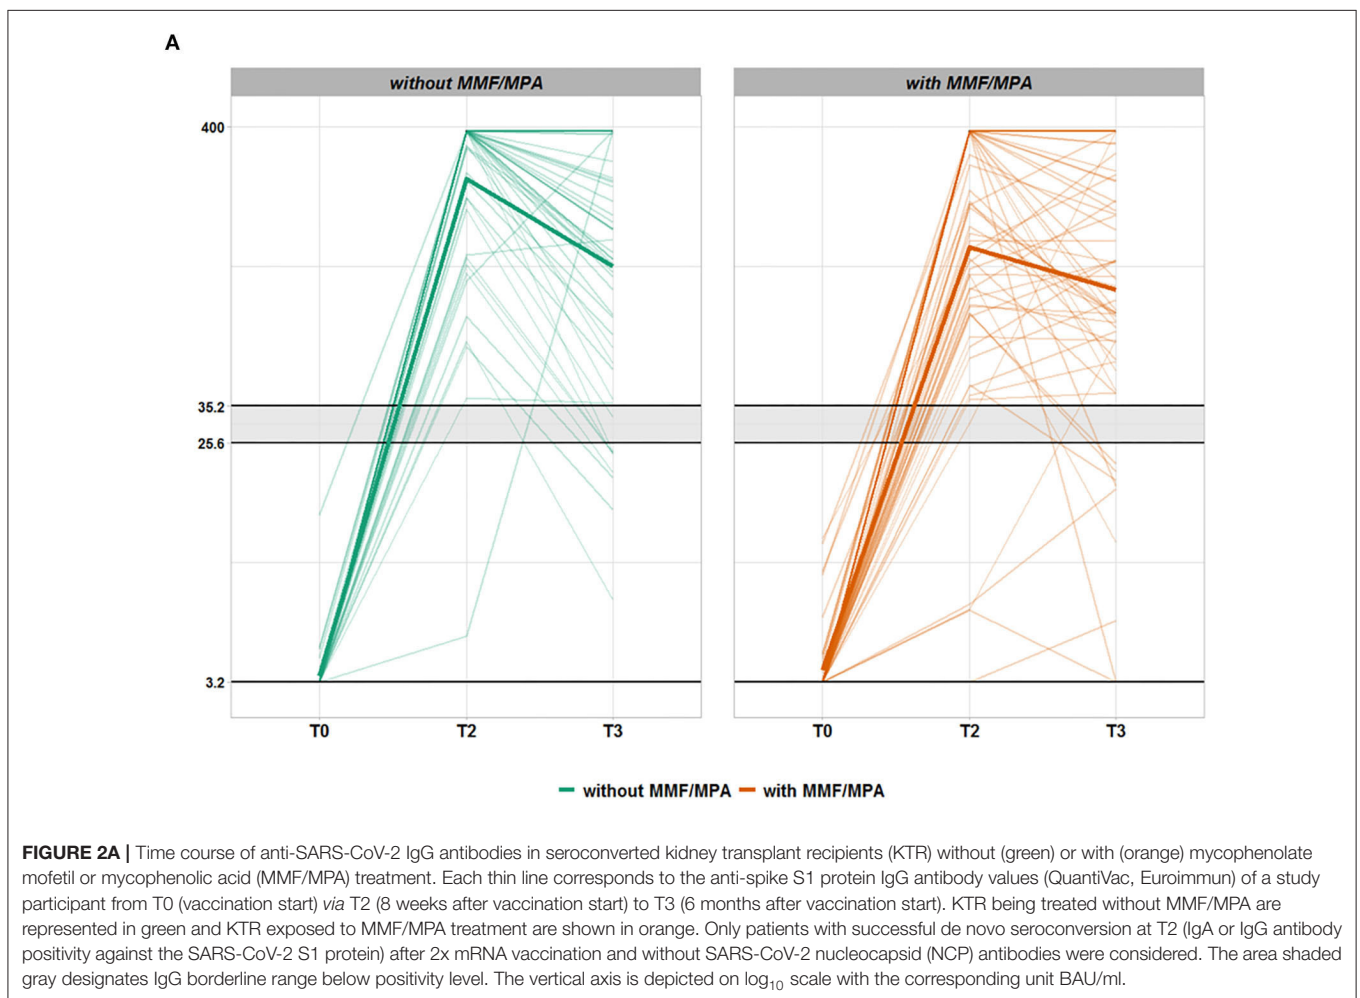 A
without MMF/MPA
with MMF/MPA
400
35.2
25.6
3.2
T0 T2 T3
T0 T2 T3
without MMF/MPA with MMF/MPA
FIGURE 2A | Time course of anti-SARS-CoV-2 IgG antibodies in seroconverted kidney transplant recipients (KTR) without (green) or with (orange) mycophenolate
mofetil or mycophenolic acid (MMF/MPA) treatment. Each thin line corresponds to the anti-spike S1 protein IgG antibody values (QuantiVac, Euroimmun) of a study
participant from T0 (vaccination start) via T2 (8 weeks after vaccination start) to T3 (6 months after vaccination start). KTR being treated without MMF/MPA are
represented in green and KTR exposed to MMF/MPA treatment are shown in orange. Only patients with successful de novo seroconversion at T2 (IgA or IgG antibody
positivity against the SARS-CoV-2 S1 protein) after 2x mRNA vaccination and without SARS-CoV-2 nucleocapsid (NCP) antibodies were considered. The area shaded
gray designates IgG borderline range below positivity level. The vertical axis is depicted on log10 scale with the corresponding unit BAU/ml.